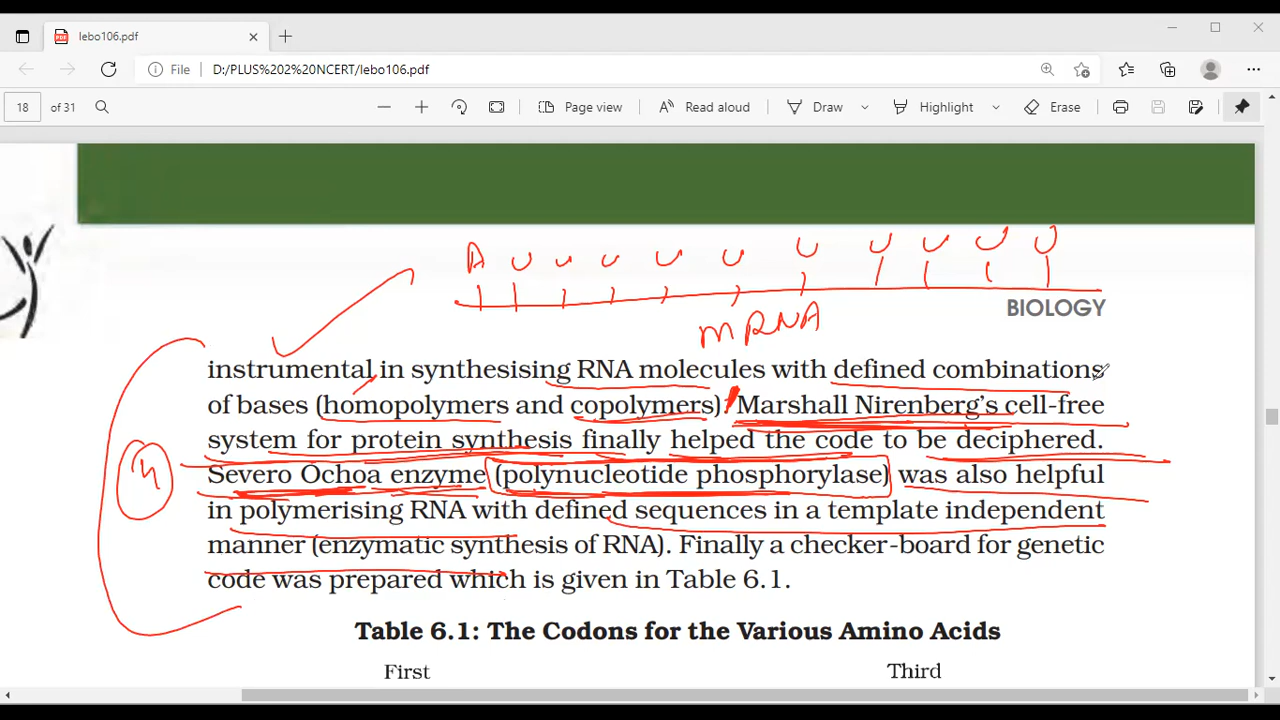 lebo106.pdf
File D:/PLUS%202%20NCERT/lebo106.pdf
18 of 31 Page view Read aloud Draw Highlight Erase
A U U U U U U U U U U
mRNA
BIOLOGY
instrumental in synthesising RNA molecules with defined combinations
of bases (homopolymers and copolymers). Marshall Nirenberg's cell-free
system for protein synthesis finally helped the code to be deciphered.
Severo Ochoa enzyme (polynucleotide phosphorylase) was also helpful
in polymerising RNA with defined sequences in a template independent
manner (enzymatic synthesis of RNA). Finally a checker-board for genetic
code was prepared which is given in Table 6.1.
Table 6.1: The Codons for the Various Amino Acids
First Third